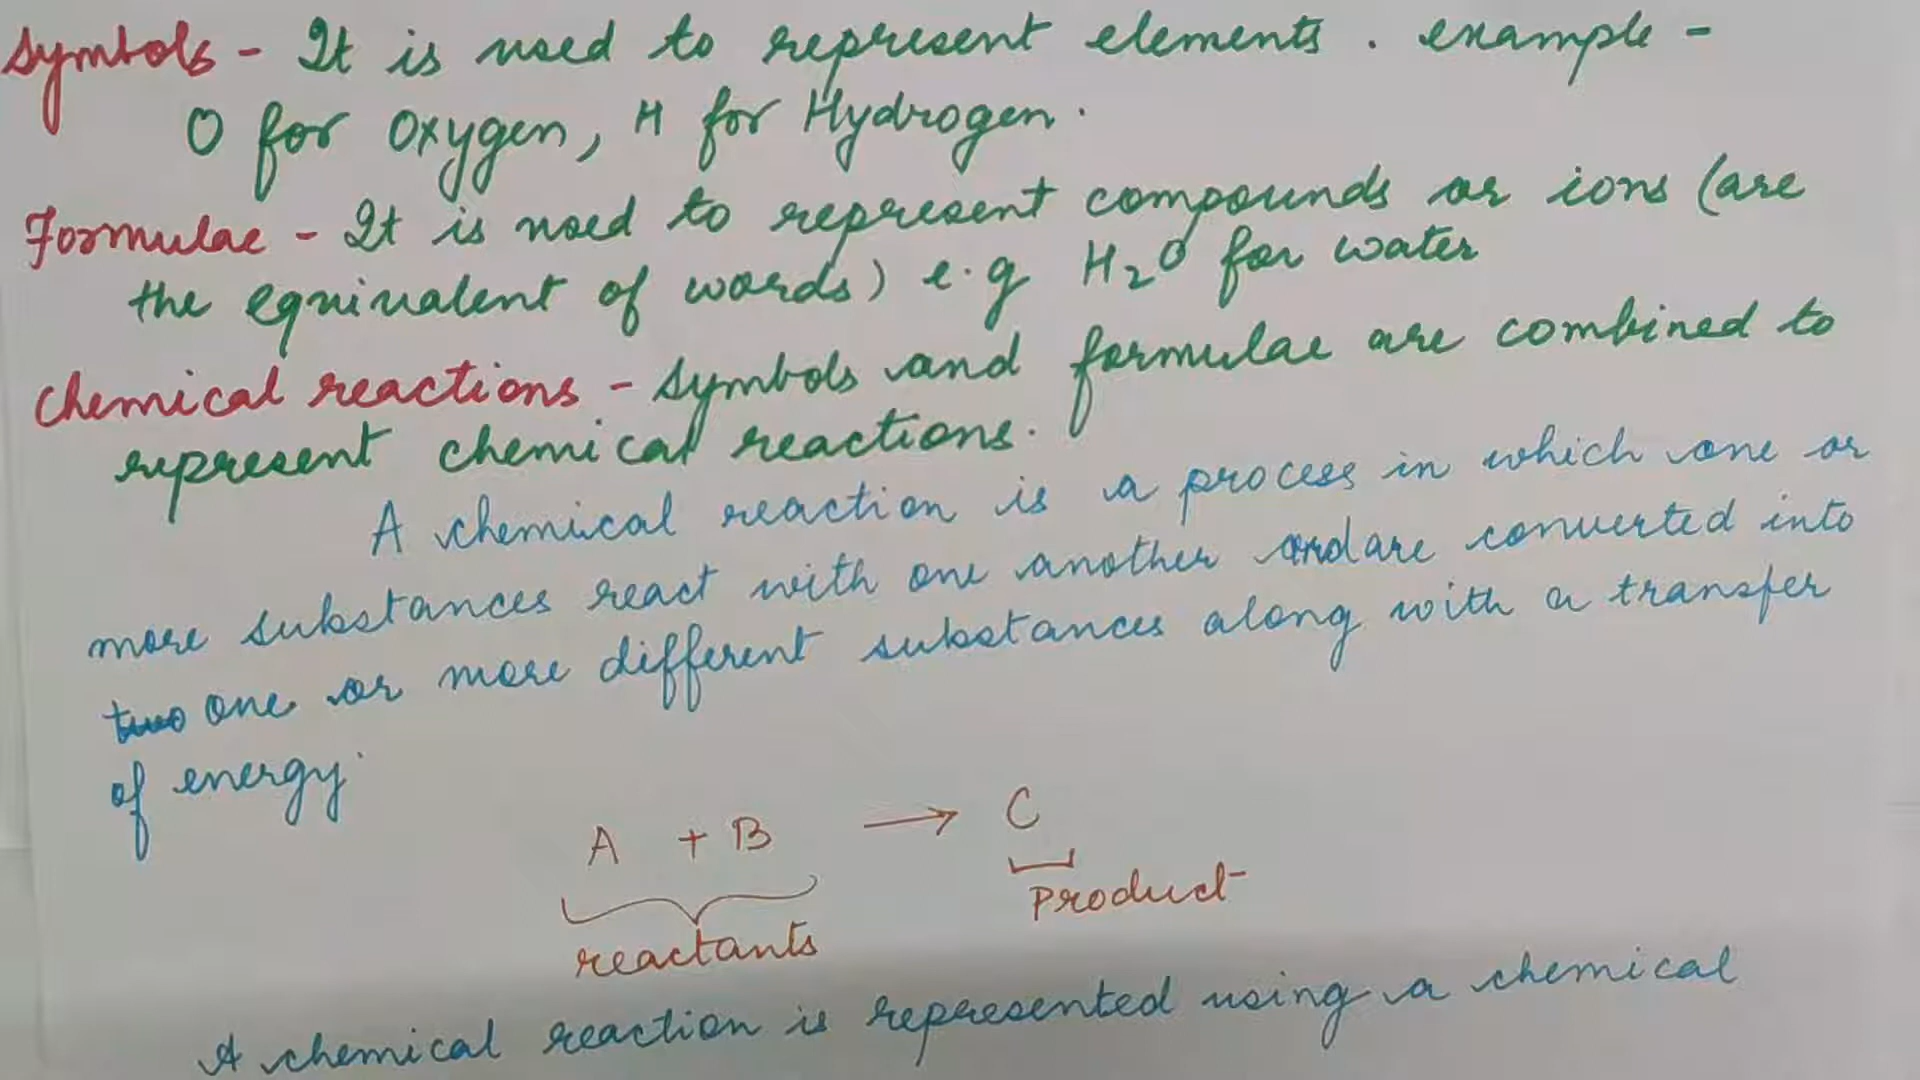 Symbols - It is used to represent elements. example -
O for Oxygen, H for Hydrogen.
Formulae - It is used to represent compounds or ions (are
the equivalent of words) e.g H₂O for water
Chemical reactions - Symbols and formulae are combined to
represent chemical reactions.
A chemical reaction is a process in which one or
more substances react with one another and are converted into
two one or more different substances along with a transfer
of energy.
A + B → C
reactants
Product
A chemical reaction is represented using a chemical